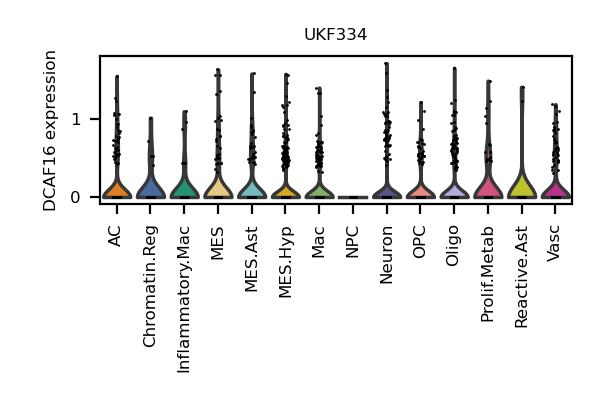 UKF334
DCAF16 expression
1
0
AC
Chromatin.Reg
Inflammatory.Mac
MES
MES.Ast
MES.Hyp
Mac
NPC
Neuron
OPC
Oligo
Prolif.Metab
Reactive.Ast
Vasc